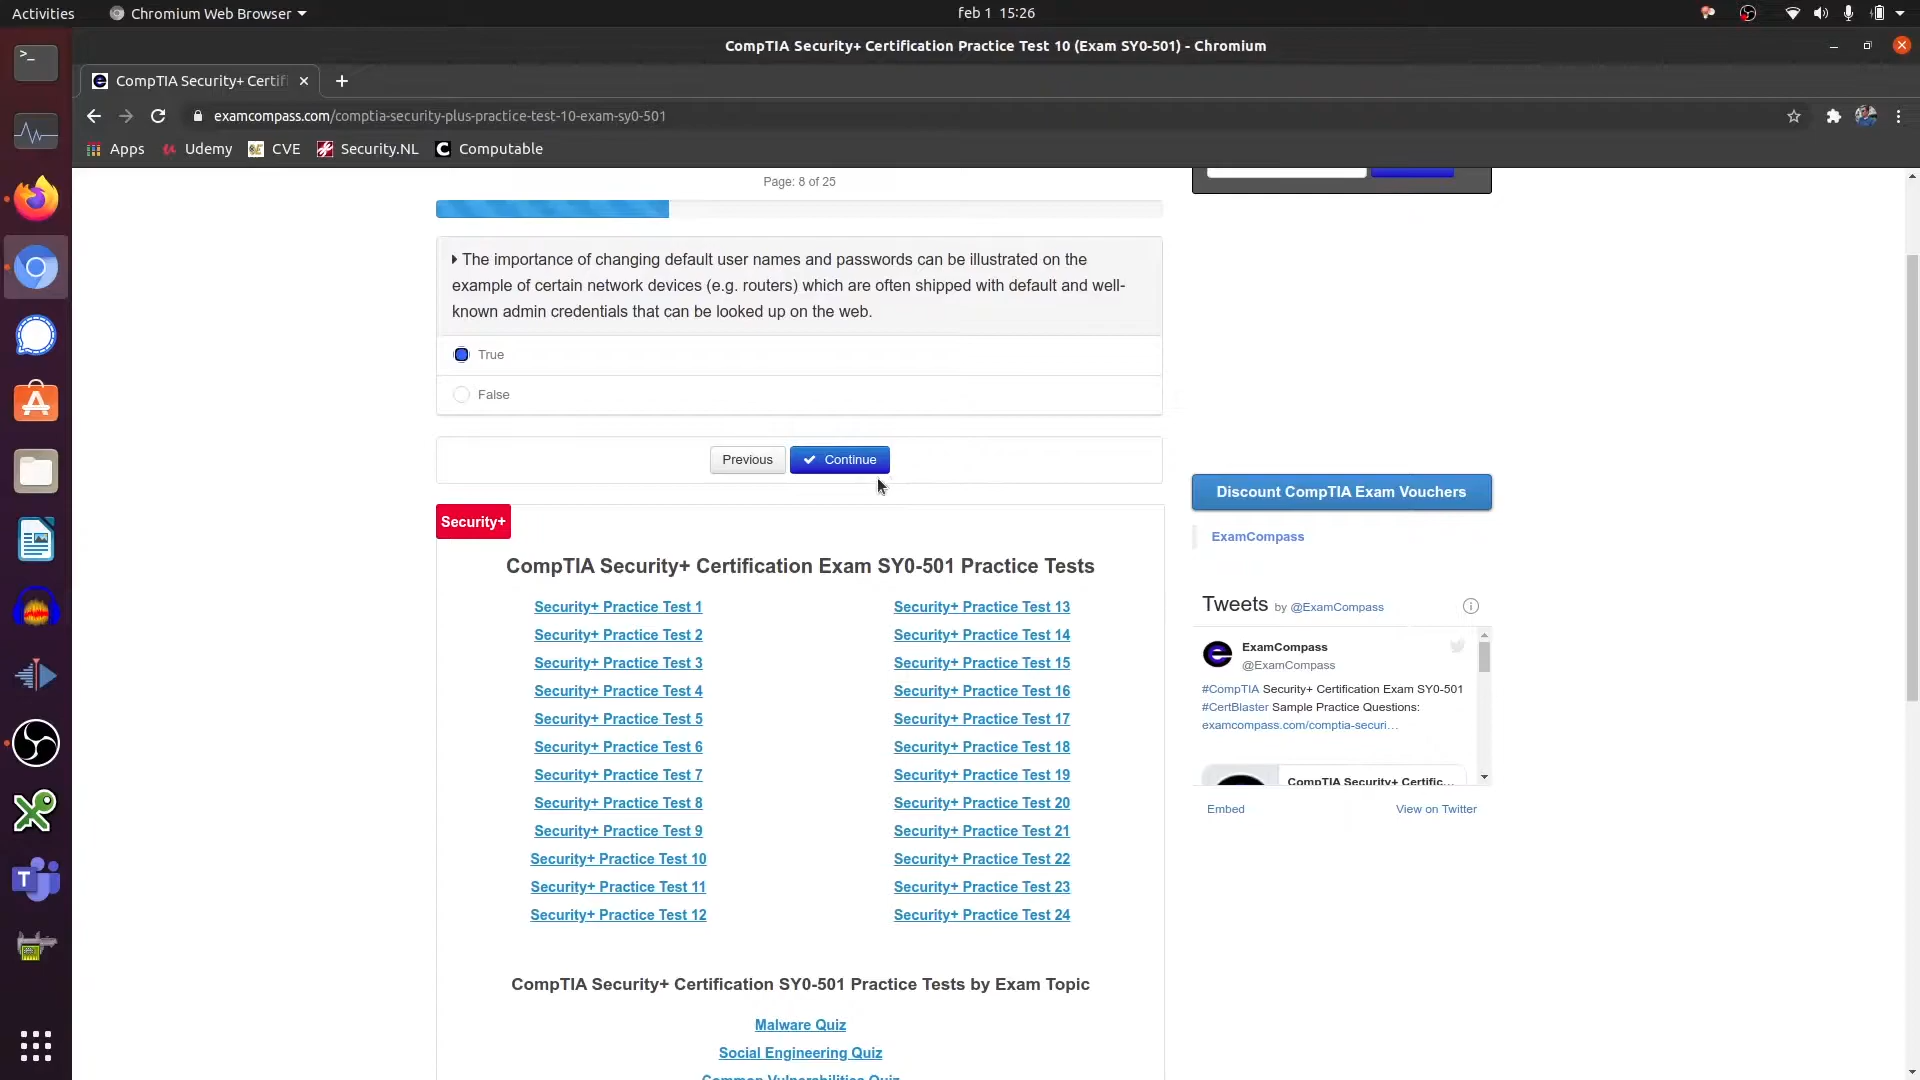 Activities
Chromium Web Browser
feb 1 15:26
CompTIA Security+ Certification Practice Test 10 (Exam SY0-501) - Chromium
CompTIA Security+ Certifi
examcompass.com/comptia-security-plus-practice-test-10-exam-sy0-501
Apps
Udemy
CVE
Security.NL
Computable
Page: 8 of 25
The importance of changing default user names and passwords can be illustrated on the
example of certain network devices (e.g. routers) which are often shipped with default and well-
known admin credentials that can be looked up on the web.
True
False
Previous
Continue
Security+
CompTIA Security+ Certification Exam SY0-501 Practice Tests
Security+ Practice Test 1
Security+ Practice Test 2
Security+ Practice Test 3
Security+ Practice Test 4
Security+ Practice Test 5
Security+ Practice Test 6
Security+ Practice Test 7
Security+ Practice Test 8
Security+ Practice Test 9
Security+ Practice Test 10
Security+ Practice Test 11
Security+ Practice Test 12
Security+ Practice Test 13
Security+ Practice Test 14
Security+ Practice Test 15
Security+ Practice Test 16
Security+ Practice Test 17
Security+ Practice Test 18
Security+ Practice Test 19
Security+ Practice Test 20
Security+ Practice Test 21
Security+ Practice Test 22
Security+ Practice Test 23
Security+ Practice Test 24
CompTIA Security+ Certification SY0-501 Practice Tests by Exam Topic
Malware Quiz
Social Engineering Quiz
Common Vulnerabilities Quiz
Discount CompTIA Exam Vouchers
ExamCompass
Tweets by @ExamCompass
ExamCompass
@ExamCompass
#CompTIA Security+ Certification Exam SY0-501
#CertBlaster Sample Practice Questions:
examcompass.com/comptia-securi…
CompTIA Security+ Certific...
Embed
View on Twitter